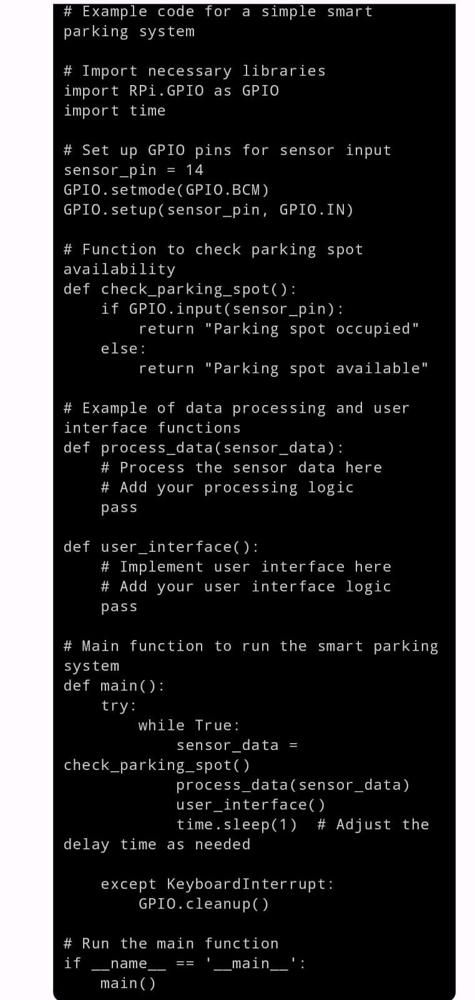 # Example code for a simple smart
parking system

# Import necessary libraries
import RPi.GPIO as GPIO
import time

# Set up GPIO pins for sensor input
sensor_pin = 14
GPIO.setmode(GPIO.BCM)
GPIO.setup(sensor_pin, GPIO.IN)

# Function to check parking spot
availability
def check_parking_spot():
    if GPIO.input(sensor_pin):
        return "Parking spot occupied"
    else:
        return "Parking spot available"

# Example of data processing and user
interface functions
def process_data(sensor_data):
    # Process the sensor data here
    # Add your processing logic
    pass

def user_interface():
    # Implement user interface here
    # Add your user interface logic
    pass

# Main function to run the smart parking
system
def main():
    try:
        while True:
            sensor_data =
check_parking_spot()
            process_data(sensor_data)
            user_interface()
            time.sleep(1)  # Adjust the
delay time as needed

    except KeyboardInterrupt:
        GPIO.cleanup()

# Run the main function
if __name__ == '__main__':
    main()